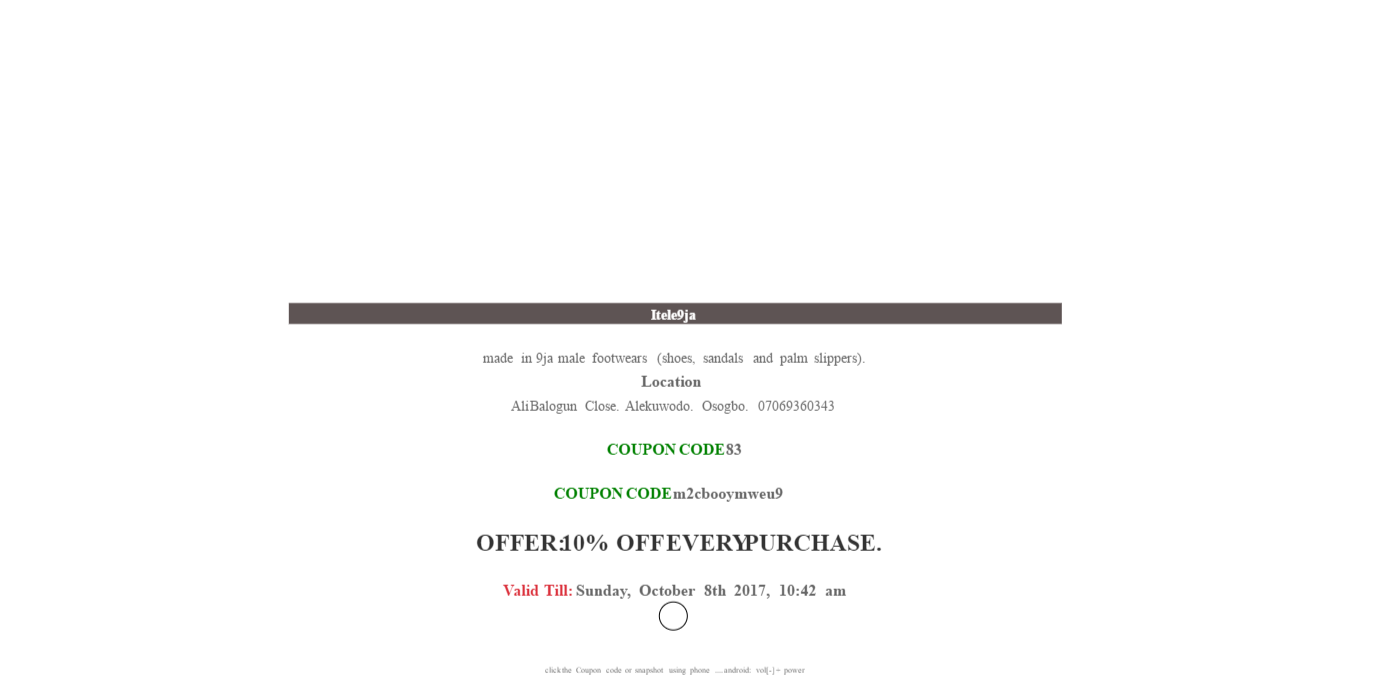 Itele9ja
made in 9ja male footwears (shoes, sandals and palm slippers).
Location
Ali Balogun Close. Alekuwodo. Osogbo. 07069360343
COUPON CODE 83
COUPON CODE m2cbooymweu9
OFFER:10% OFF EVERY PURCHASE.
Valid Till: Sunday, October 8th 2017, 10:42 am
click the Coupon code or snapshot using phone ....android: vol[-]+ power